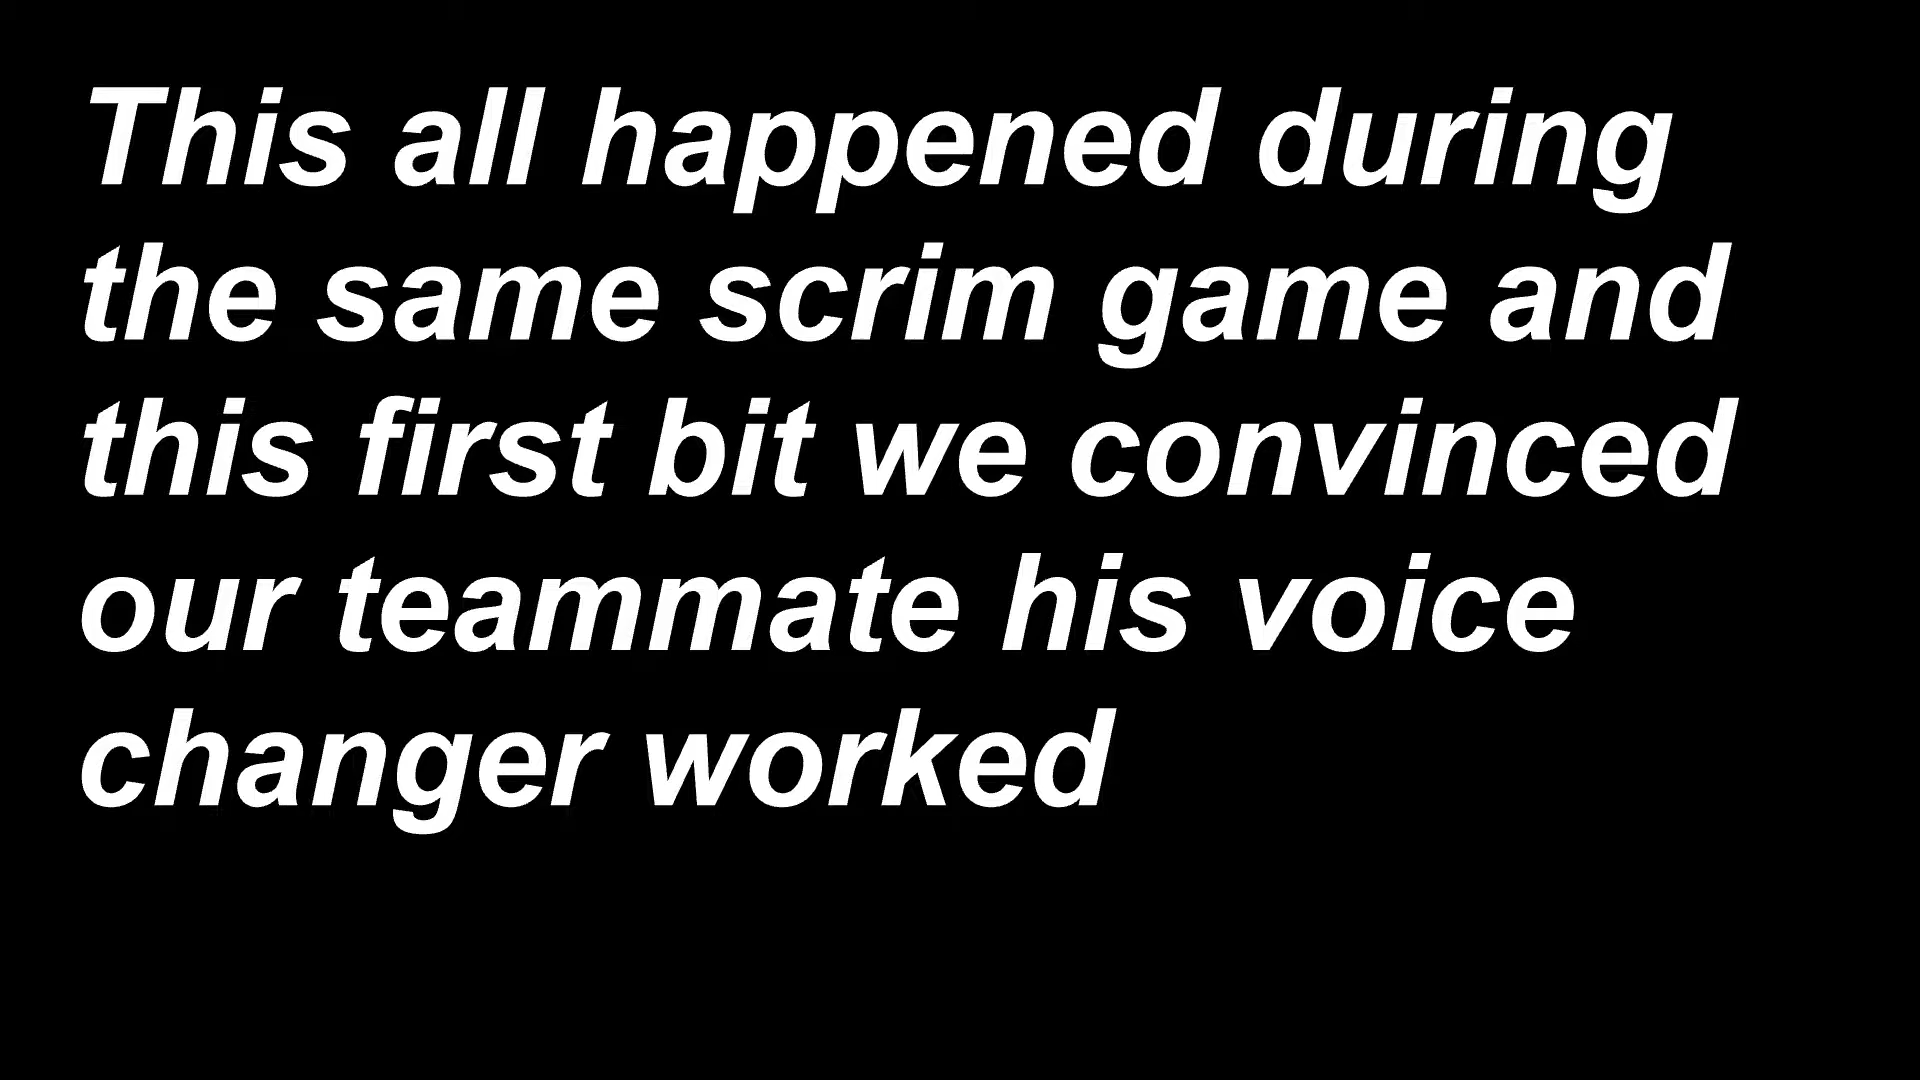 This all happened during
the same scrim game and
this first bit we convinced
our teammate his voice
changer worked